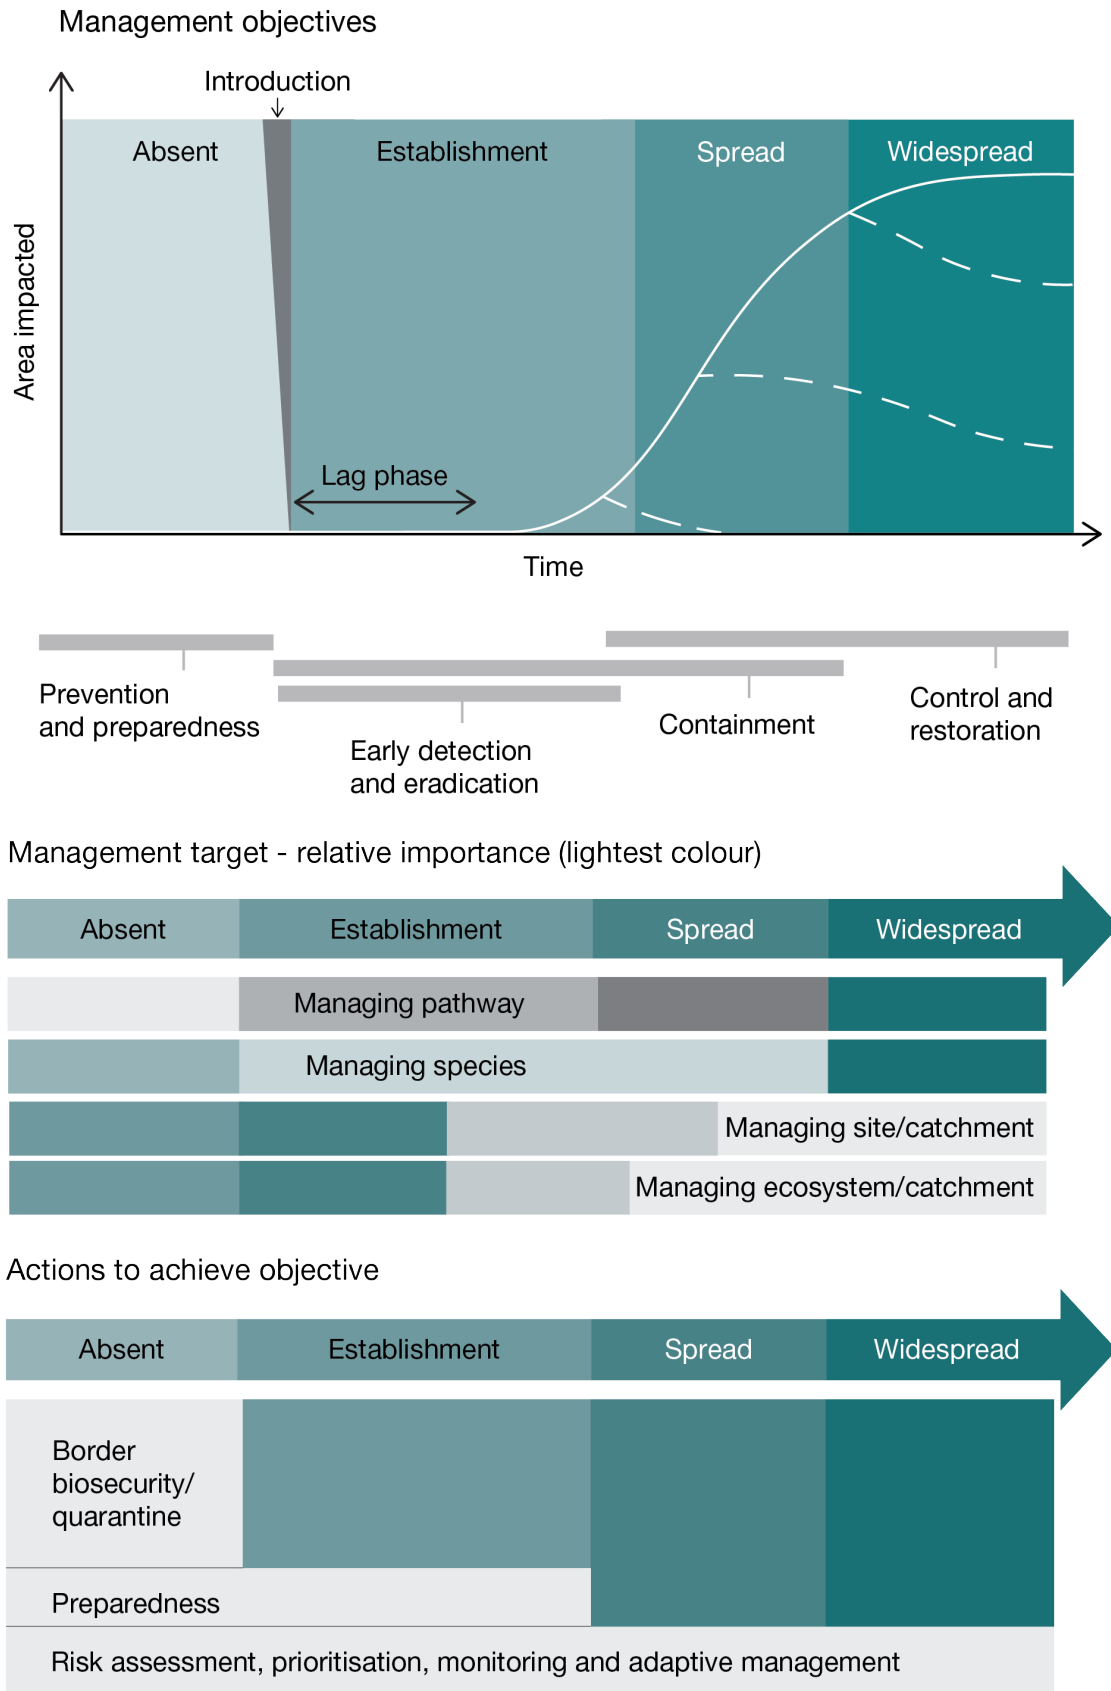 Management objectives
Introduction
Absent
Establishment
Spread
Widespread
Area impacted
Lag phase
Time
Prevention
and preparedness
Early detection
and eradication
Containment
Control and
restoration
Management target - relative importance (lightest colour)
Absent
Establishment
Spread
Widespread
Managing pathway
Managing species
Managing site/catchment
Managing ecosystem/catchment
Actions to achieve objective
Absent
Establishment
Spread
Widespread
Border
biosecurity/
quarantine
Preparedness
Risk assessment, prioritisation, monitoring and adaptive management